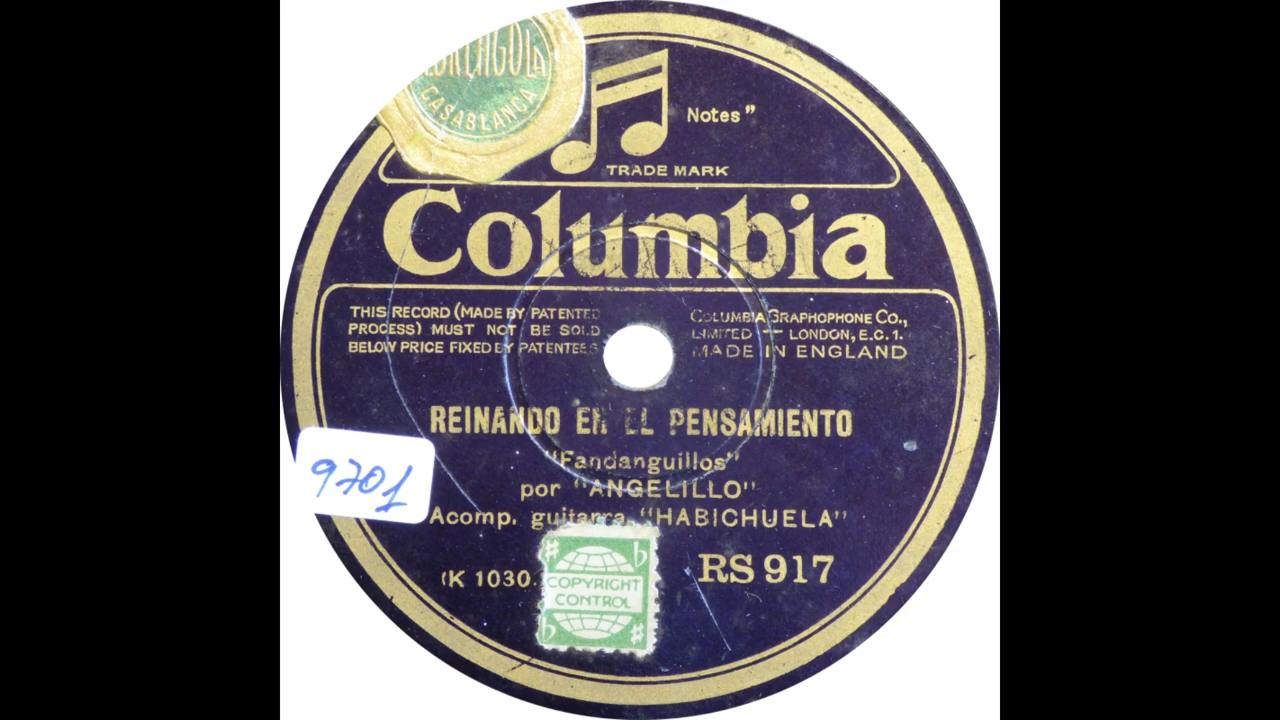 CASABLANCA
Notes"
TRADE MARK
Columbia
THIS RECORD (MADE BY PATENTED
PROCESS) MUST NOT BE SOLD
BELOW PRICE FIXED BY PATENTEES
COLUMBIA GRAPHOPHONE CO.,
LIMITED — LONDON, E.C. 1.
MADE IN ENGLAND
REINANDO EN EL PENSAMIENTO
"Fandanguillos"
por "ANGELILLO"
9701
Acomp. guitarra "HABICHUELA"
(K 1030.
RS 917
COPYRIGHT
CONTROL